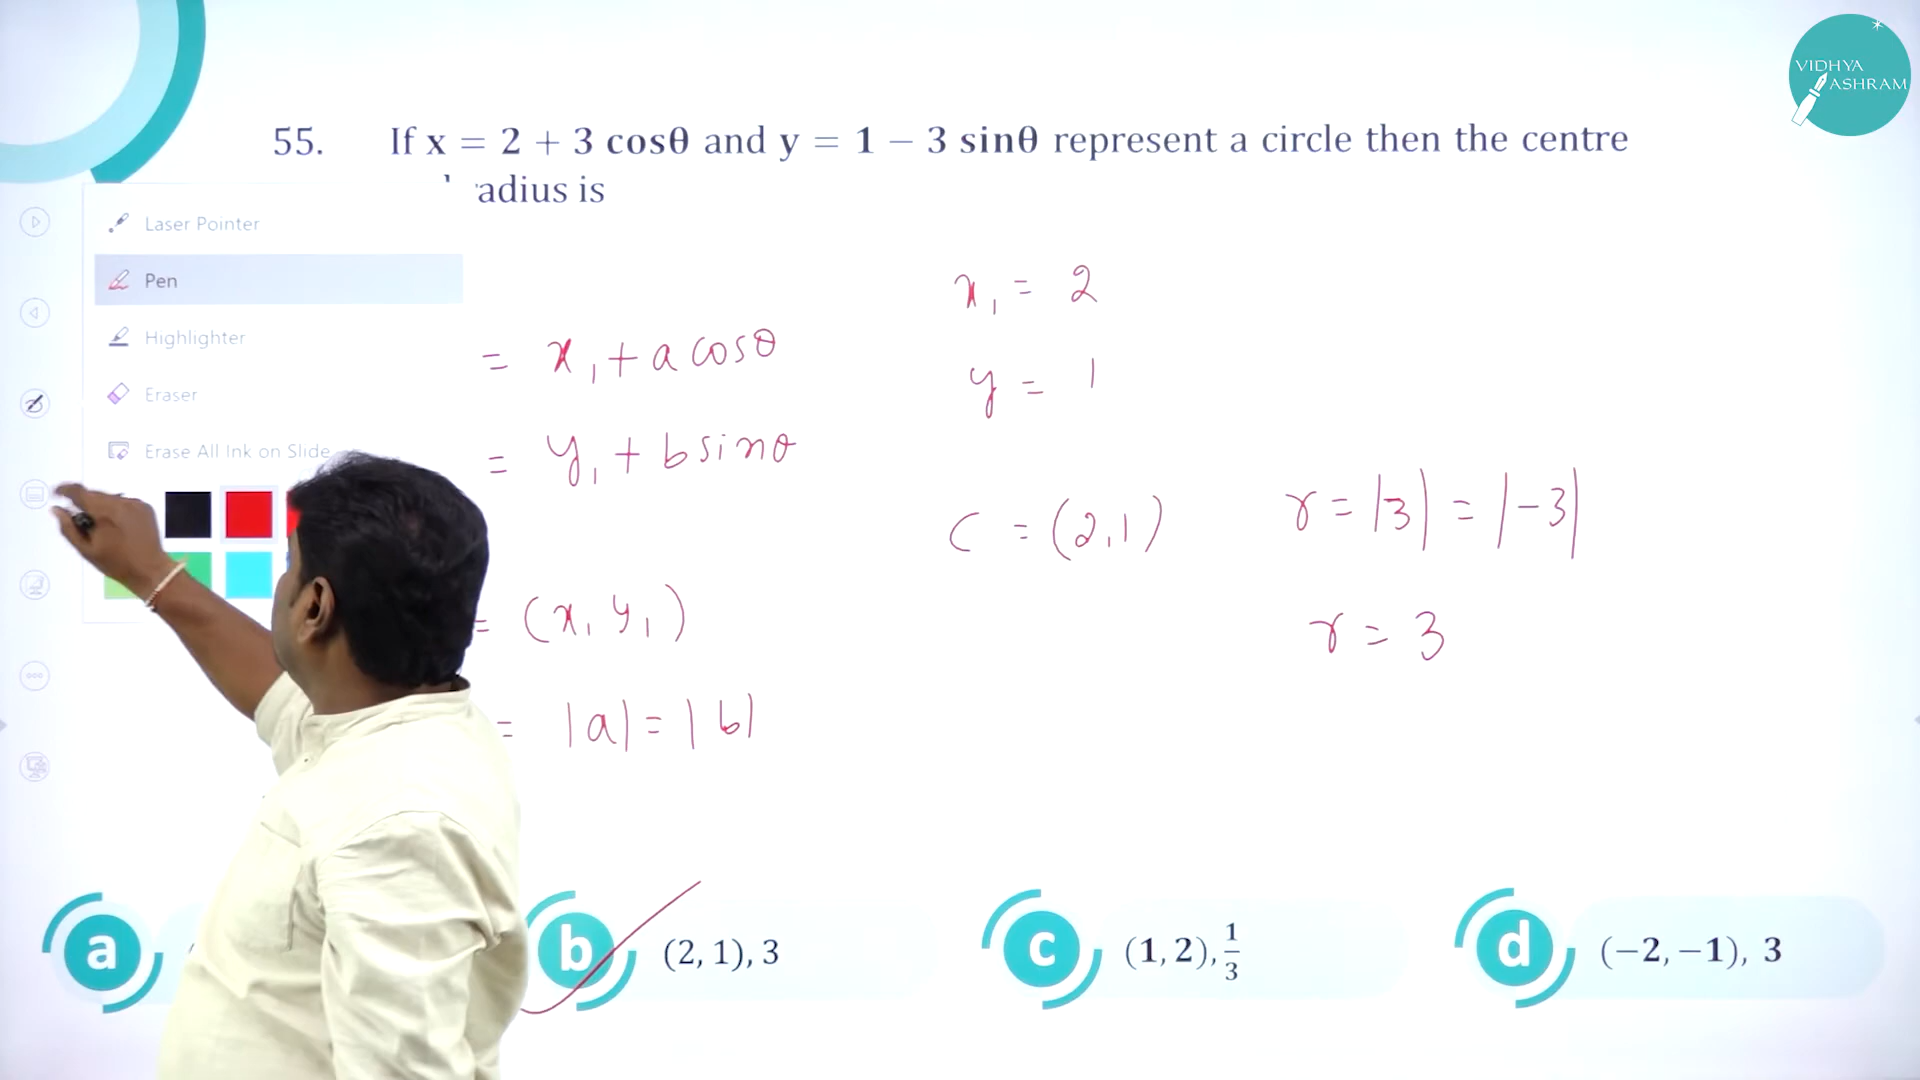 VIDHYA
ASHRAM
55. If x = 2 + 3 cosθ and y = 1 − 3 sinθ represent a circle then the centre
adius is
Laser Pointer
Pen
Highlighter
Eraser
Erase All Ink on Slide
= x₁ + a cosθ
= y₁ + b sinθ
= (x₁ y₁)
= |a| = |b|
x₁ = 2
y = 1
C = (2,1)
r = |3| = |-3|
r = 3
a
b (2, 1), 3
c (1, 2), 1/3
d (−2, −1), 3